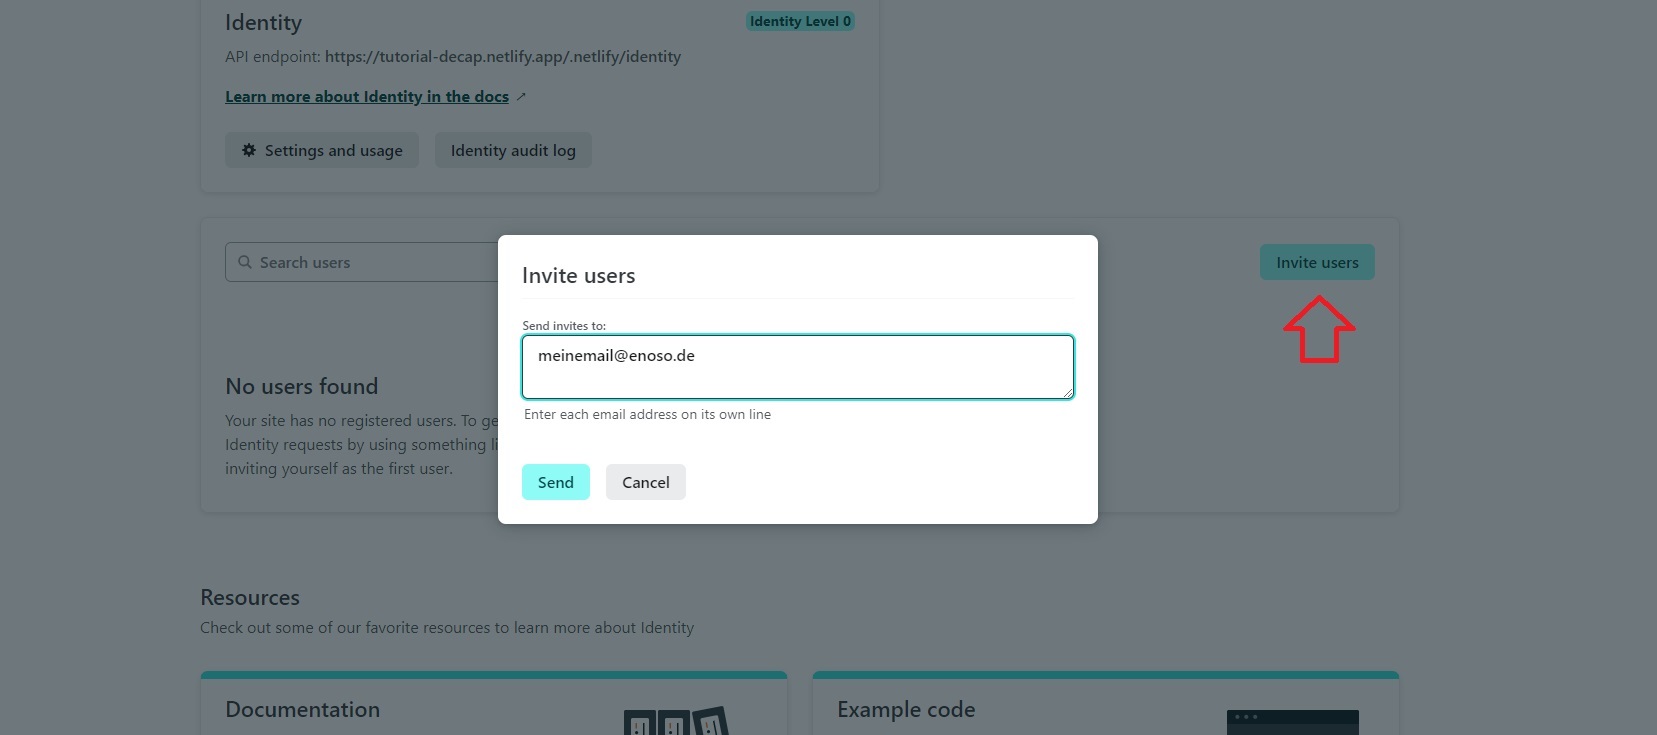 Identity
Identity Level 0
API endpoint: https://tutorial-decap.netlify.app/.netlify/identity
Learn more about Identity in the docs ↗
Settings and usage
Identity audit log
Search users
Invite users
No users found
Your site has no registered users. To ge
Identity requests by using something li
inviting yourself as the first user.
Invite users
Send invites to:
meinemail@enoso.de
Enter each email address on its own line
Send
Cancel
Resources
Check out some of our favorite resources to learn more about Identity
Documentation
Example code